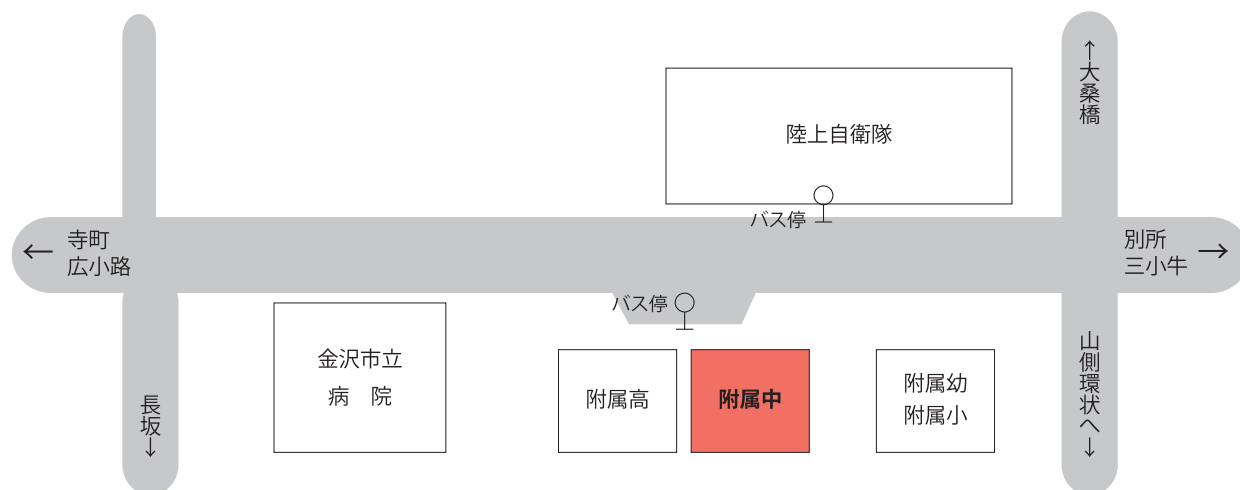 ↑大桑橋
陸上自衛隊
バス停
← 寺町
広小路
別所 →
三小牛
バス停
金沢市立
病　院
附属高
附属中
附属幼
附属小
長坂↓
山側環状へ↓